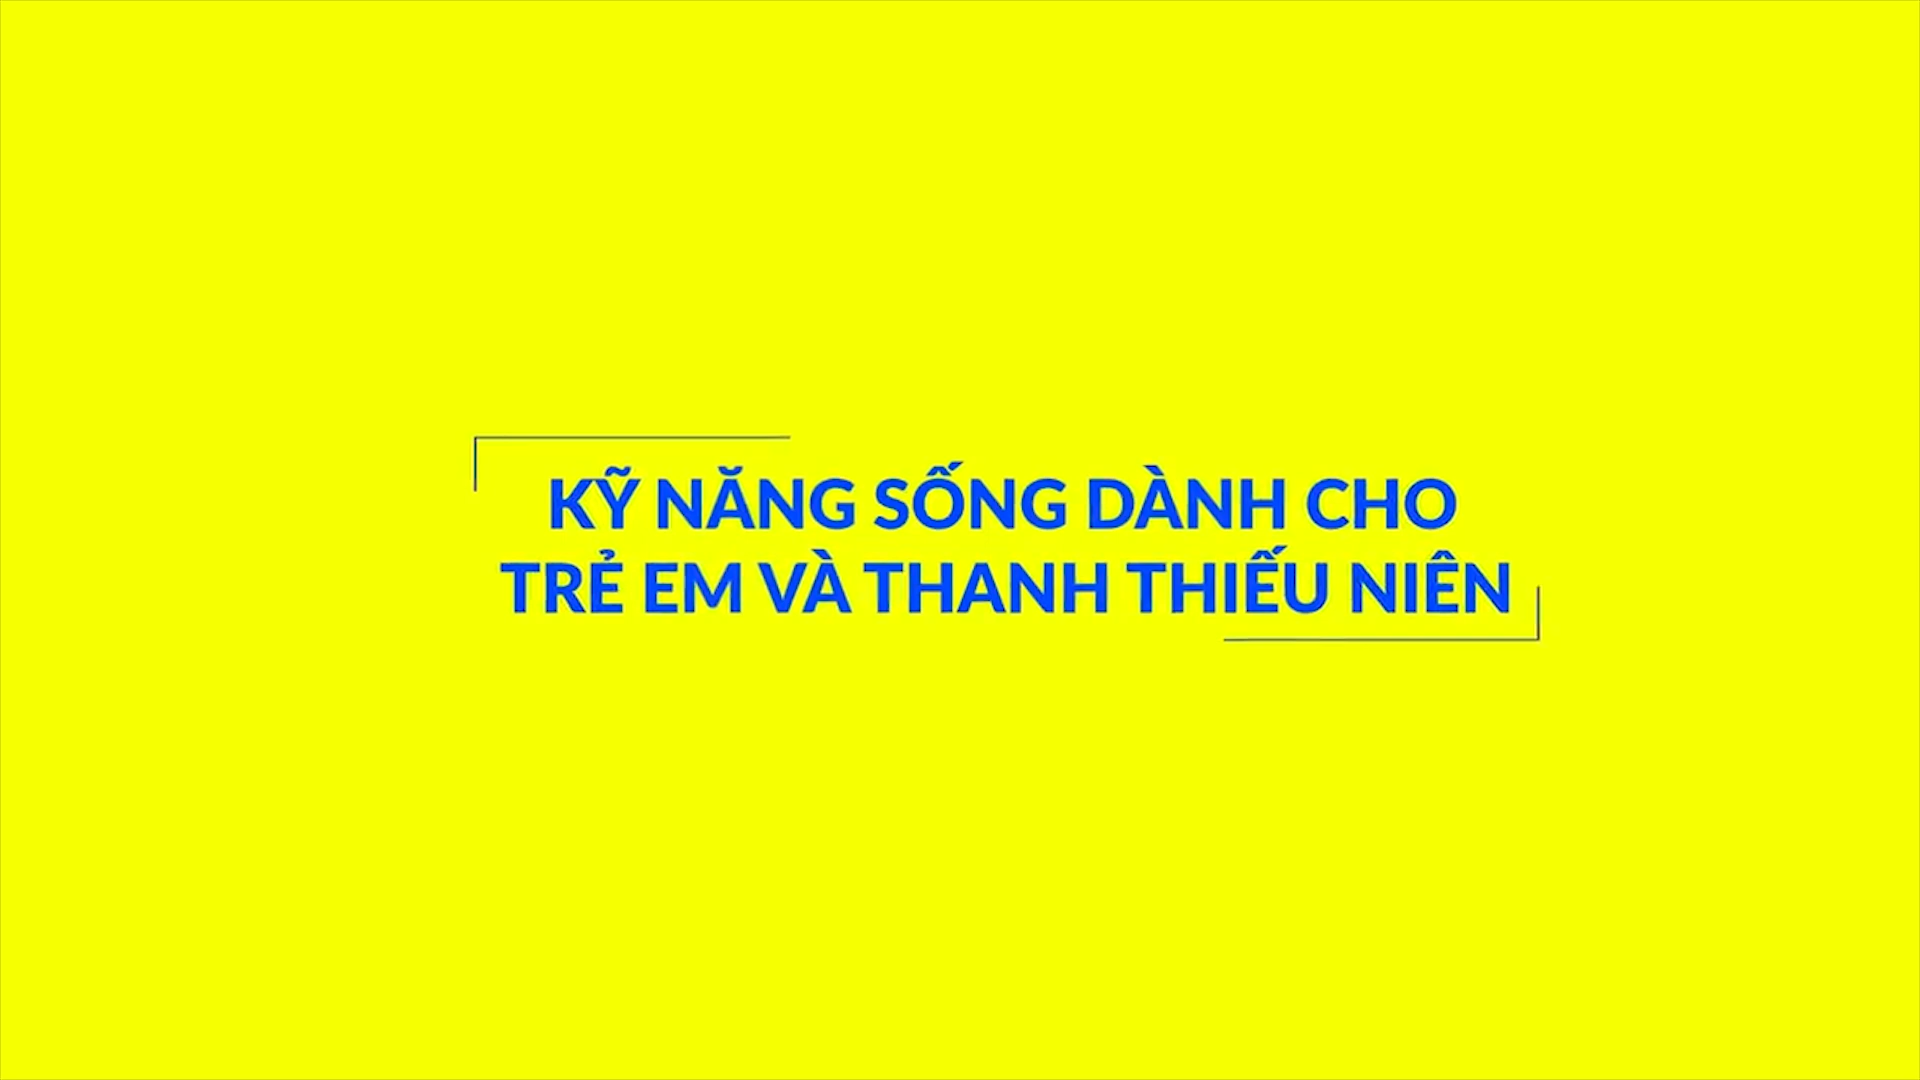 KỸ NĂNG SỐNG DÀNH CHO
TRẺ EM VÀ THANH THIẾU NIÊN